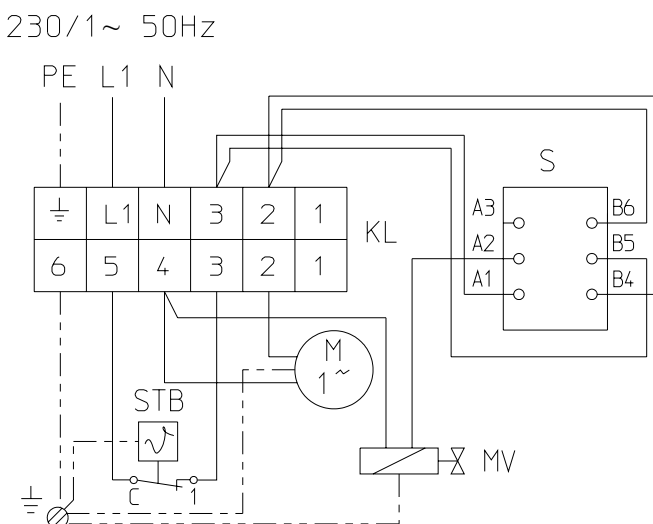 230/1~ 50Hz
PE L1 N
S
L1 N 3 2 1
KL
6 5 4 3 2 1
A3 B6
A2 B5
A1 B4
M
1~
STB
C 1
MV